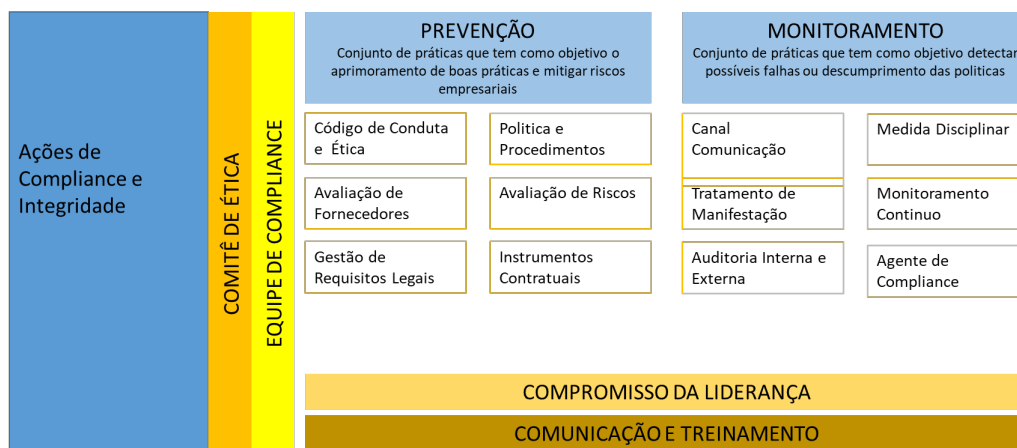 Ações de
Compliance e
Integridade
COMITÊ DE ÉTICA
EQUIPE DE COMPLIANCE
PREVENÇÃO
Conjunto de práticas que tem como objetivo o
aprimoramento de boas práticas e mitigar riscos
empresariais
Código de Conduta
e Ética
Politica e
Procedimentos
Avaliação de
Fornecedores
Avaliação de Riscos
Gestão de
Requisitos Legais
Instrumentos
Contratuais
MONITORAMENTO
Conjunto de práticas que tem como objetivo detectar
possíveis falhas ou descumprimento das politicas
Canal
Comunicação
Medida Disciplinar
Tratamento de
Manifestação
Monitoramento
Continuo
Auditoria Interna e
Externa
Agente de
Compliance
COMPROMISSO DA LIDERANÇA
COMUNICAÇÃO E TREINAMENTO